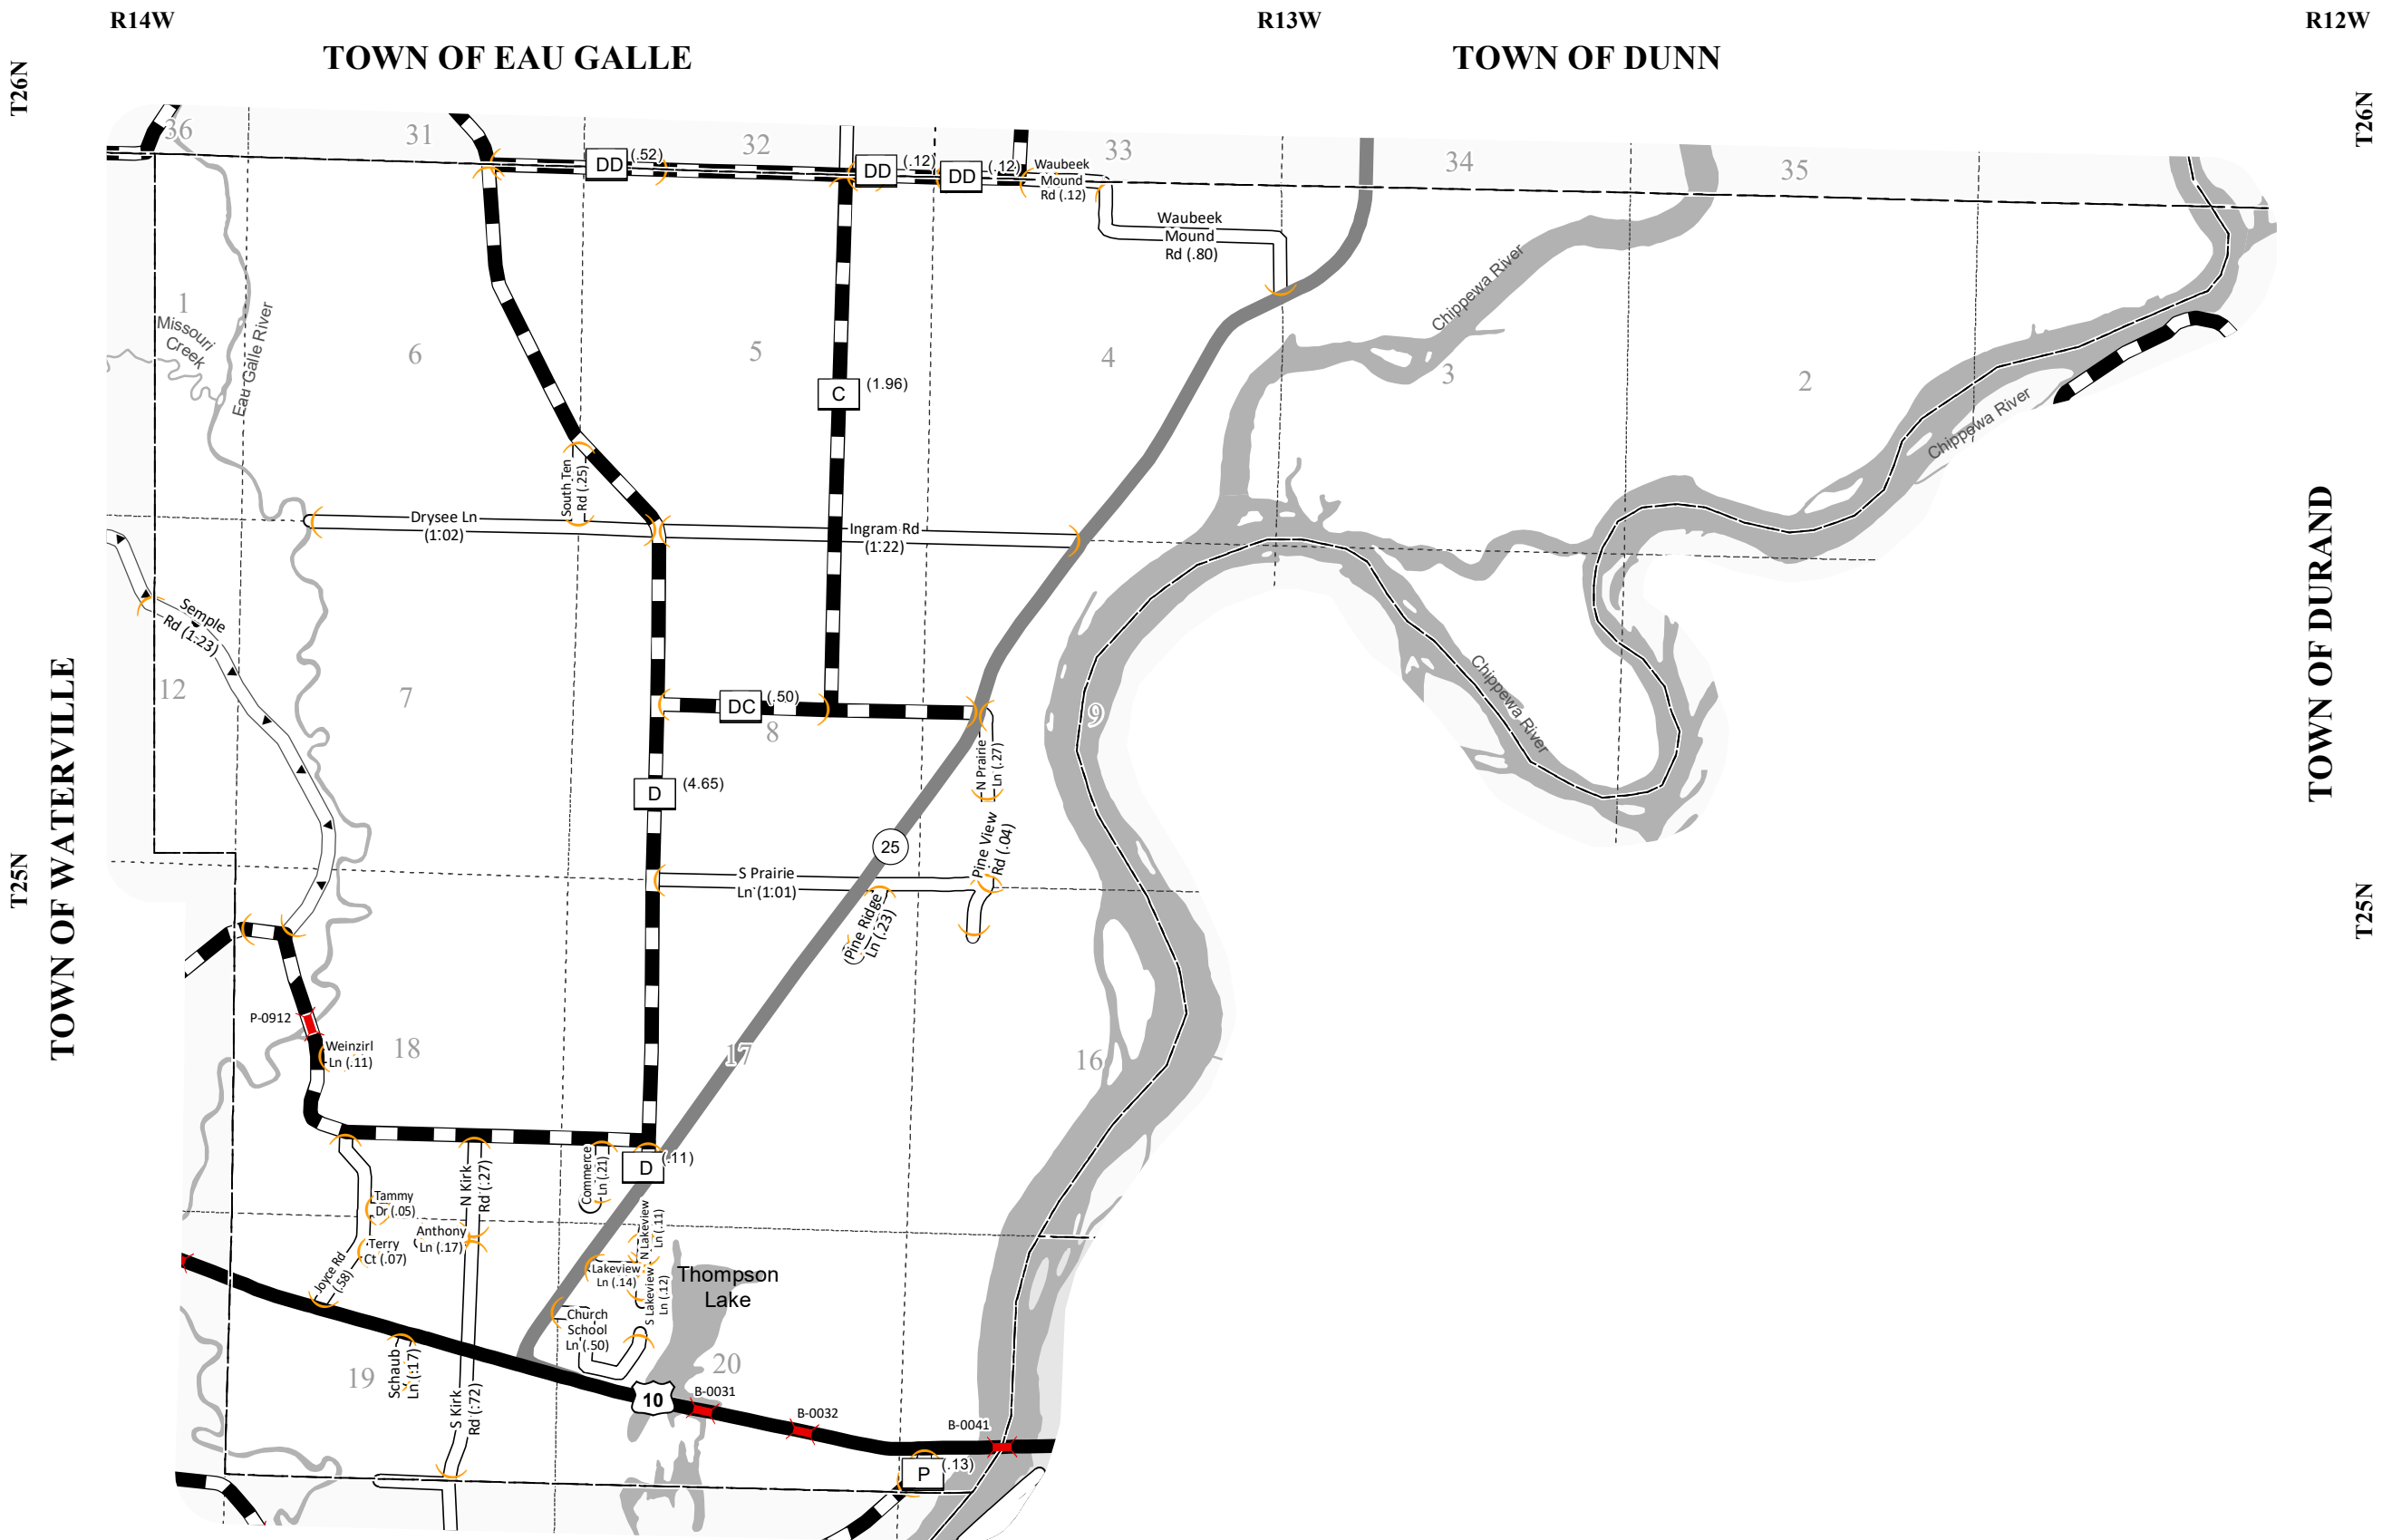 R14W
R13W
R12W
TOWN OF EAU GALLE
TOWN OF DUNN
T26N
T26N
36
31
32
33
34
35
DD
(.52)
DD
(.12)
DD
(.12)
Waubeek
Mound
Rd (.12)
Waubeek
Mound
Rd (.80)
1
Missouri
Creek
Eau Galle River
6
5
4
3
2
C
(1.96)
Chippewa River
Chippewa River
South Ten
Rd (.25)
Drysee Ln
(1.02)
Ingram Rd
(1.22)
Semple
Rd (1.23)
12
7
DC
(.50)
8
9
Chippewa River
TOWN OF DURAND
TOWN OF WATERVILLE
N Prairie
Ln (.27)
D
(4.65)
25
Pine View
Rd (.04)
S Prairie
Ln (1.01)
Pine Ridge
Ln (.23)
T25N
T25N
P-0912
Weinzirl
Ln (.11)
18
17
16
D
(.11)
Commerce
Ln (.21)
N Kirk
Rd (.27)
Tammy
Dr (.05)
Anthony
Ln (.17)
Terry
Ct (.07)
Joyce Rd
(.58)
N Lakeview
Ln (.11)
Lakeview
Ln (.14)
S Lakeview
Ln (.12)
Thompson
Lake
Church
School
Ln (.50)
Schaub
Ln (.17)
19
20
S Kirk
Rd (.72)
10
B-0031
B-0032
B-0041
P
(.13)